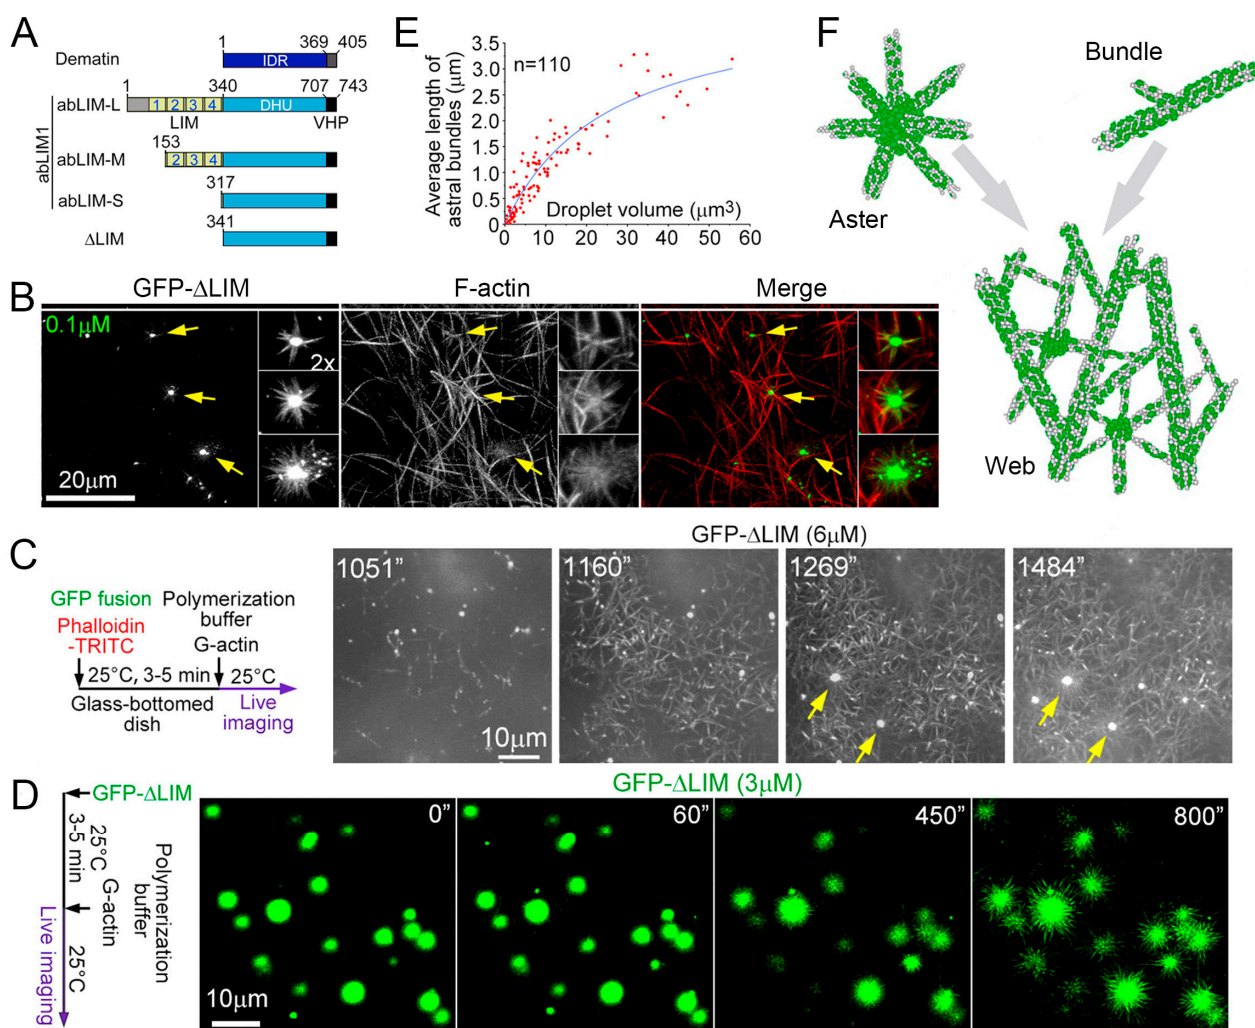 A
Dematin
1
369
405
IDR
abLIM1
abLIM-L
1
340
707
743
1
2
3
4
DHU
LIM
VHP
153
abLIM-M
2
3
4
317
abLIM-S
341
ΔLIM
E
Average length of
astral bundles (μm)
3.5
3.0
2.5
2.0
1.5
1.0
0.5
0
n=110
Droplet volume (μm³)
0
10
20
30
40
50
60
F
Aster
Bundle
Web
B
GFP-ΔLIM
F-actin
Merge
0.1μM
2x
20μm
C
GFP-ΔLIM (6μM)
GFP fusion
Phalloidin
-TRITC
Polymerization
buffer
G-actin
25°C, 3-5 min
25°C
Glass-bottomed
dish
Live
imaging
1051”
1160”
1269”
1484”
10μm
D
GFP-ΔLIM (3μM)
GFP-ΔLIM
25°C
3-5 min
G-actin
Polymerization
buffer
25°C
Live imaging
0”
60”
450”
800”
10μm